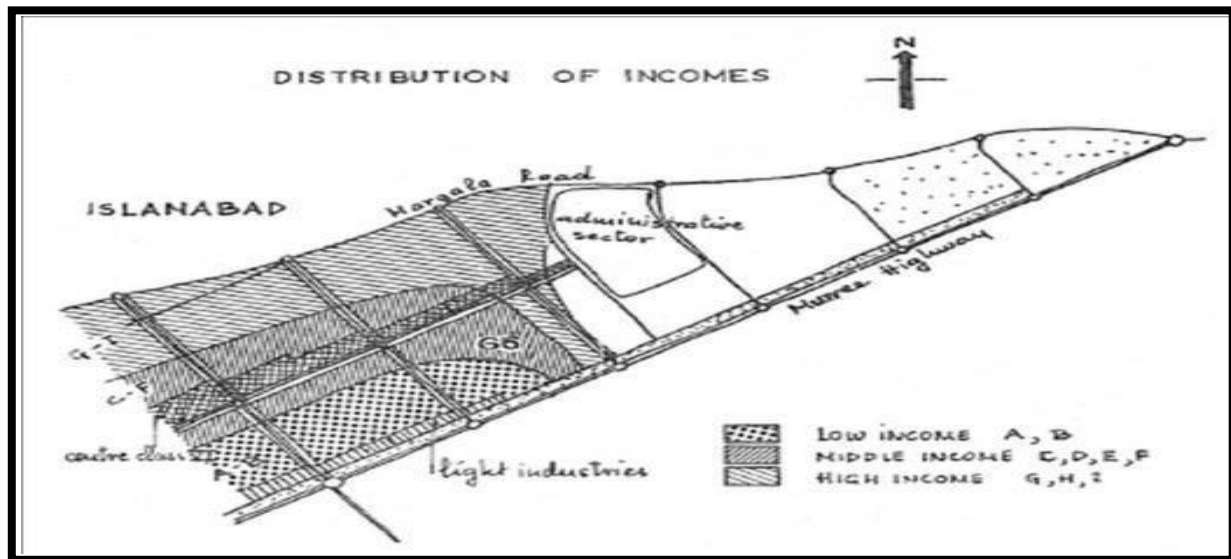 DISTRIBUTION OF INCOMES
N
ISLANABAD
Margala Road
administrative
sector
Murree Highway
G6
G-I
C-F
centre class
A-B
light industries
LOW INCOME A, B
MIDDLE INCOME C, D, E, F
HIGH INCOME G, H, I